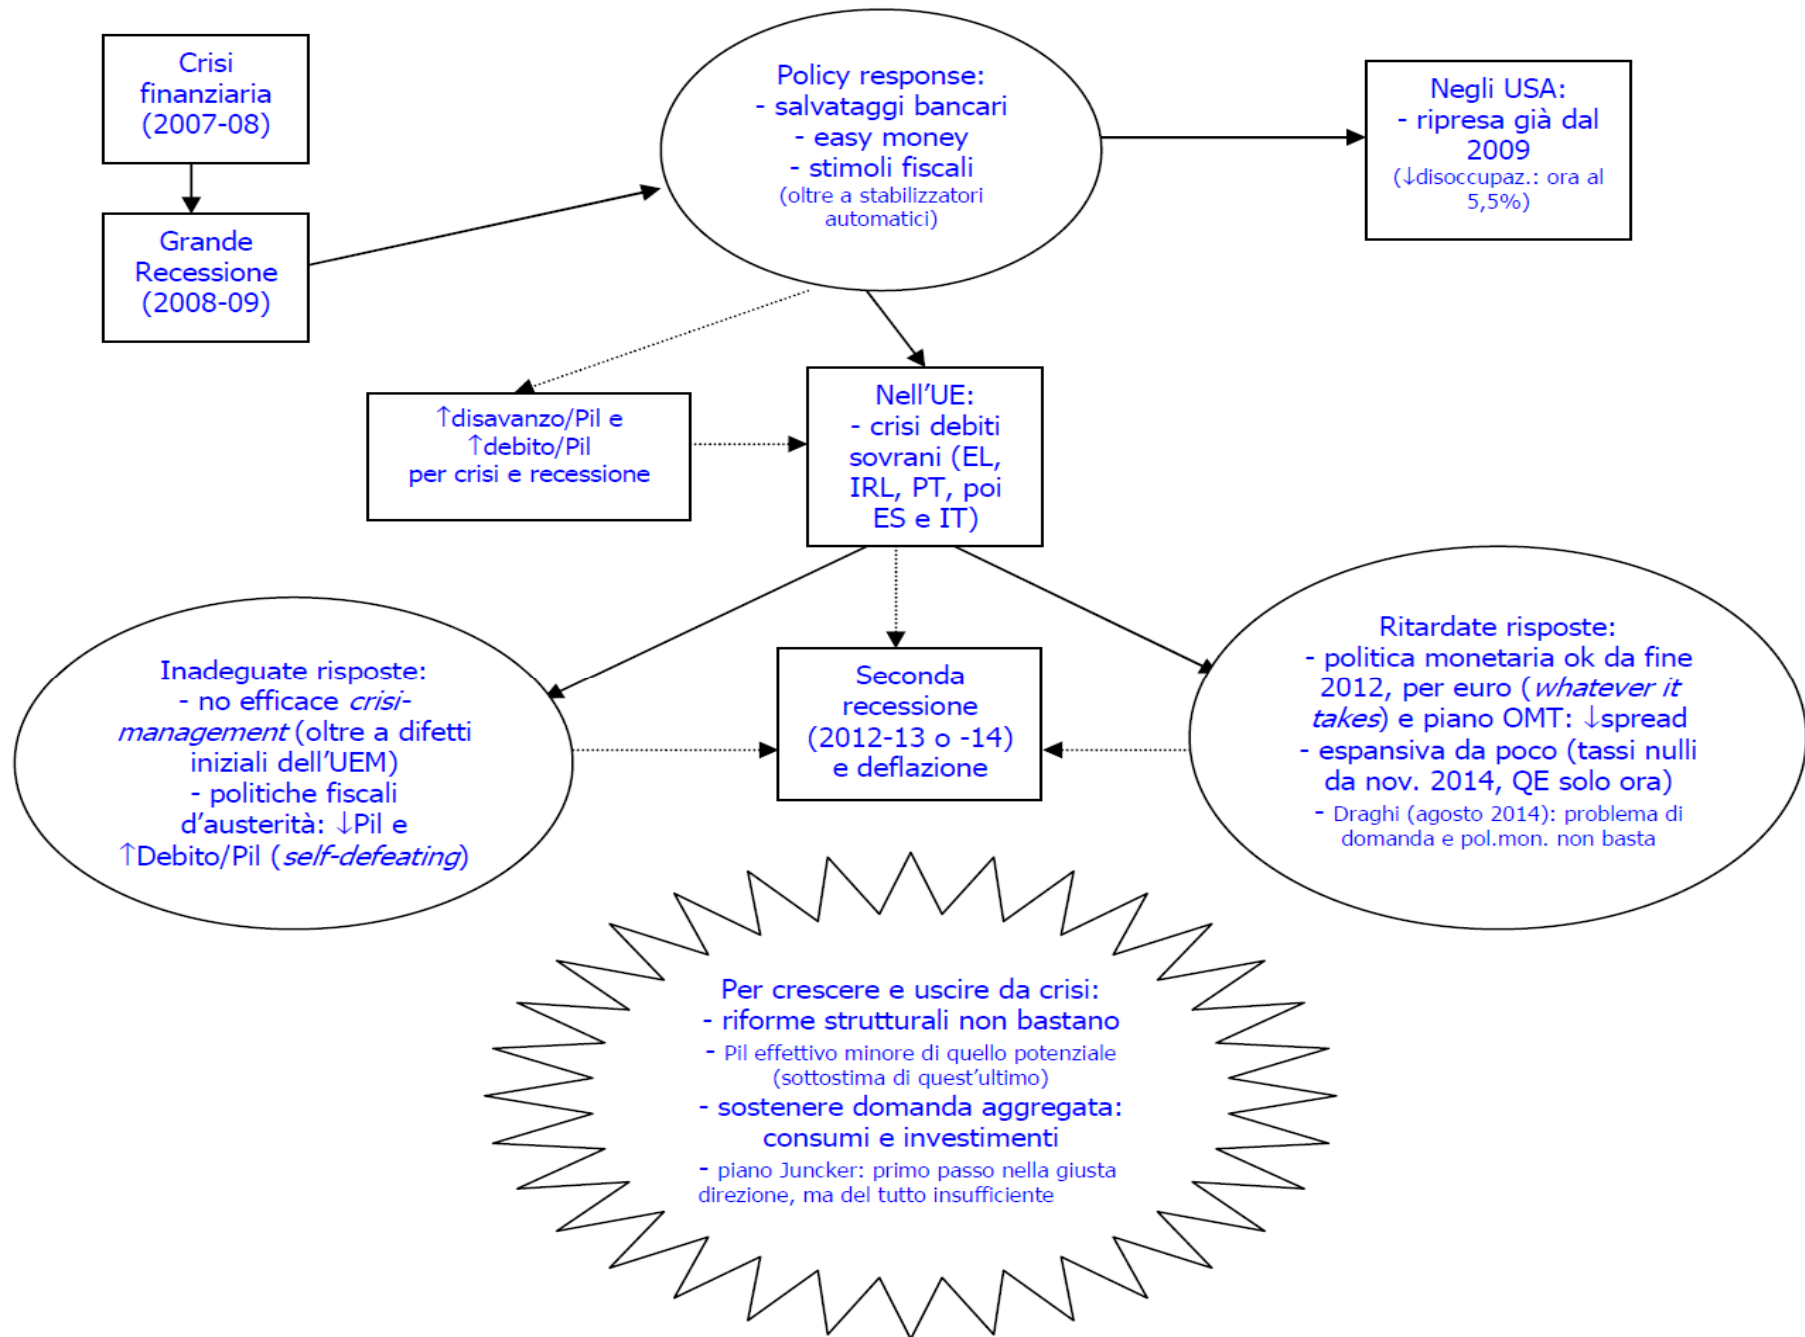 Crisi
finanziaria
(2007-08)
Grande
Recessione
(2008-09)
Policy response:
- salvataggi bancari
- easy money
- stimoli fiscali
(oltre a stabilizzatori
automatici)
Negli USA:
- ripresa già dal
2009
(↓disoccupaz.: ora al
5,5%)
↑disavanzo/Pil e
↑debito/Pil
per crisi e recessione
Nell’UE:
- crisi debiti
sovrani (EL,
IRL, PT, poi
ES e IT)
Inadeguate risposte:
- no efficace crisi-
management (oltre a difetti
iniziali dell’UEM)
- politiche fiscali
d’austerità: ↓Pil e
↑Debito/Pil (self-defeating)
Seconda
recessione
(2012-13 o -14)
e deflazione
Ritardate risposte:
- politica monetaria ok da fine
2012, per euro (whatever it
takes) e piano OMT: ↓spread
- espansiva da poco (tassi nulli
da nov. 2014, QE solo ora)
- Draghi (agosto 2014): problema di
domanda e pol.mon. non basta
Per crescere e uscire da crisi:
- riforme strutturali non bastano
- Pil effettivo minore di quello potenziale
(sottostima di quest’ultimo)
- sostenere domanda aggregata:
consumi e investimenti
- piano Juncker: primo passo nella giusta
direzione, ma del tutto insufficiente